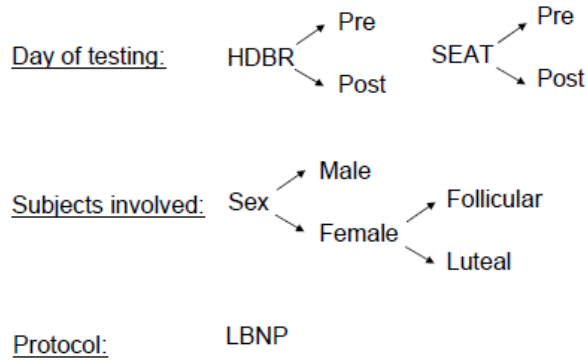 Pre
Pre
Day of testing: HDBR SEAT
Post
Post
Male
Subjects involved: Sex
Follicular
Female
Luteal
Protocol: LBNP